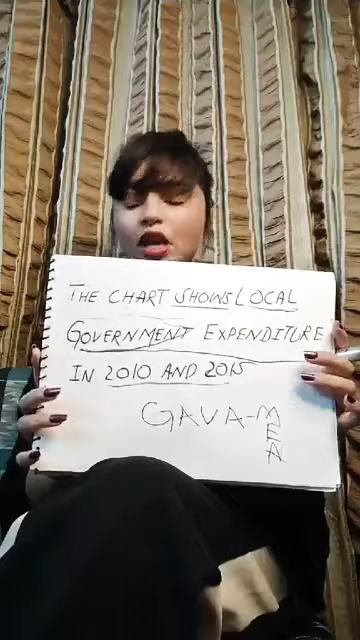 THE CHART SHOWS LOCAL
GOVERNMENT EXPENDITURE
IN 2010 AND 2015
GAVA-MEN